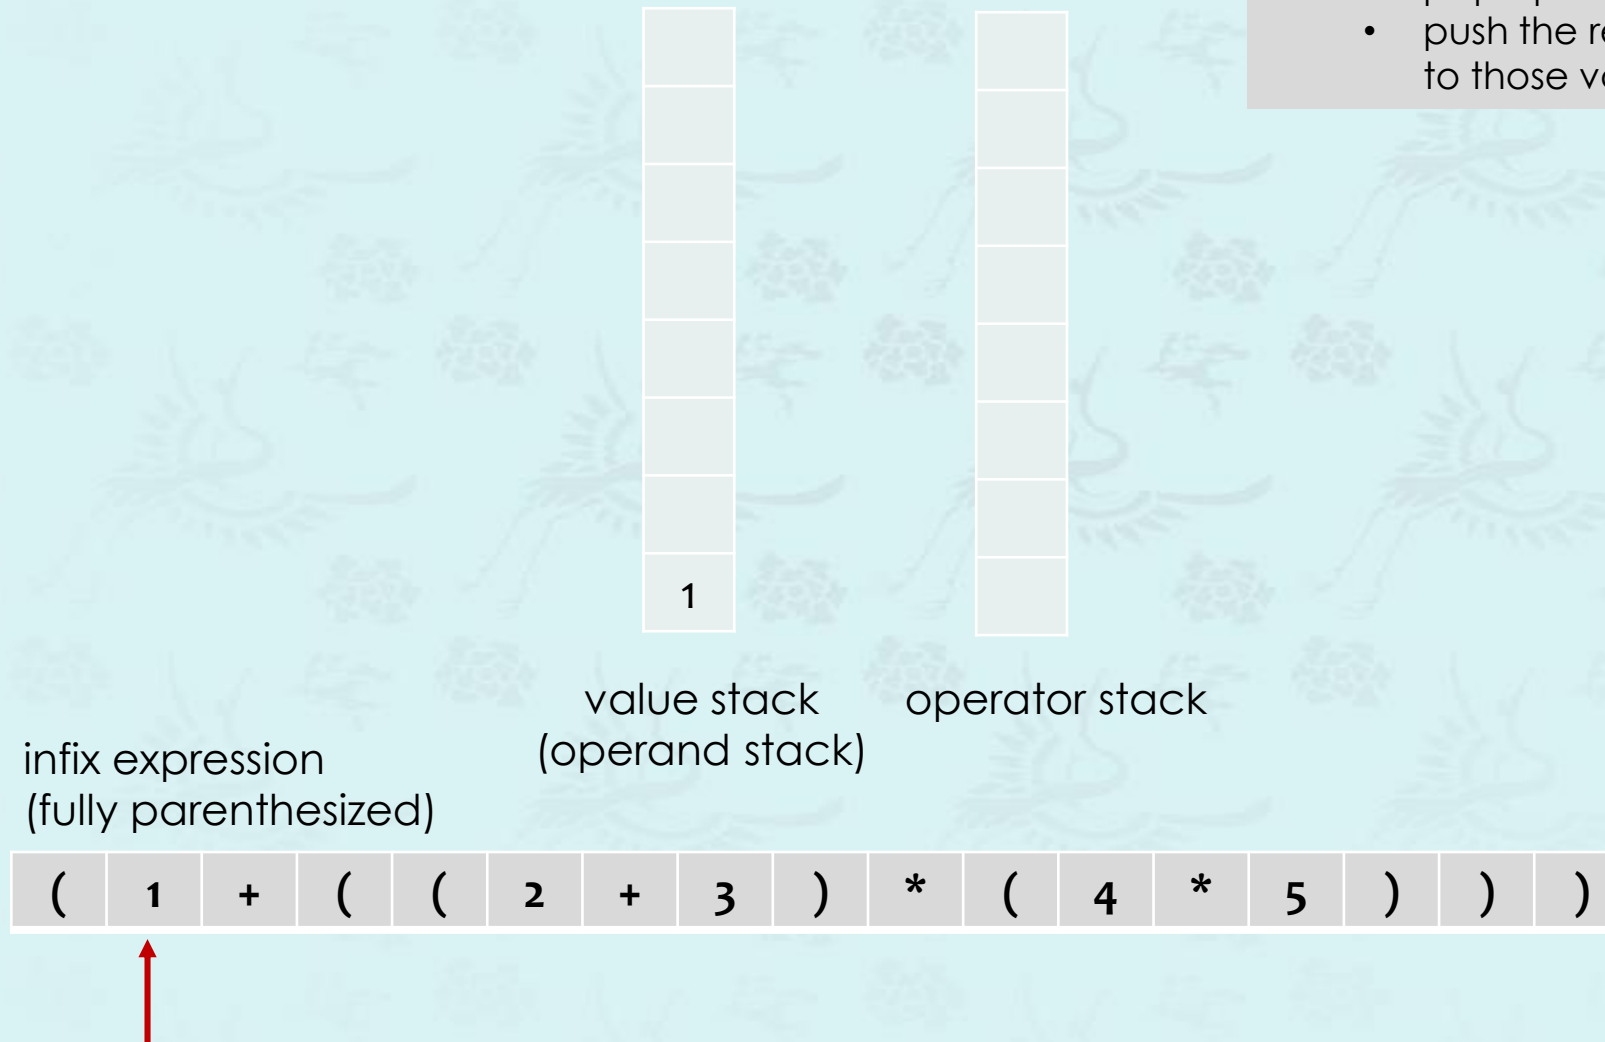 • push the
to those
1
value stack
(operand stack)
operator stack
infix expression
(fully parenthesized)
( 1 + ( ( 2 + 3 ) * ( 4 * 5 ) ) )